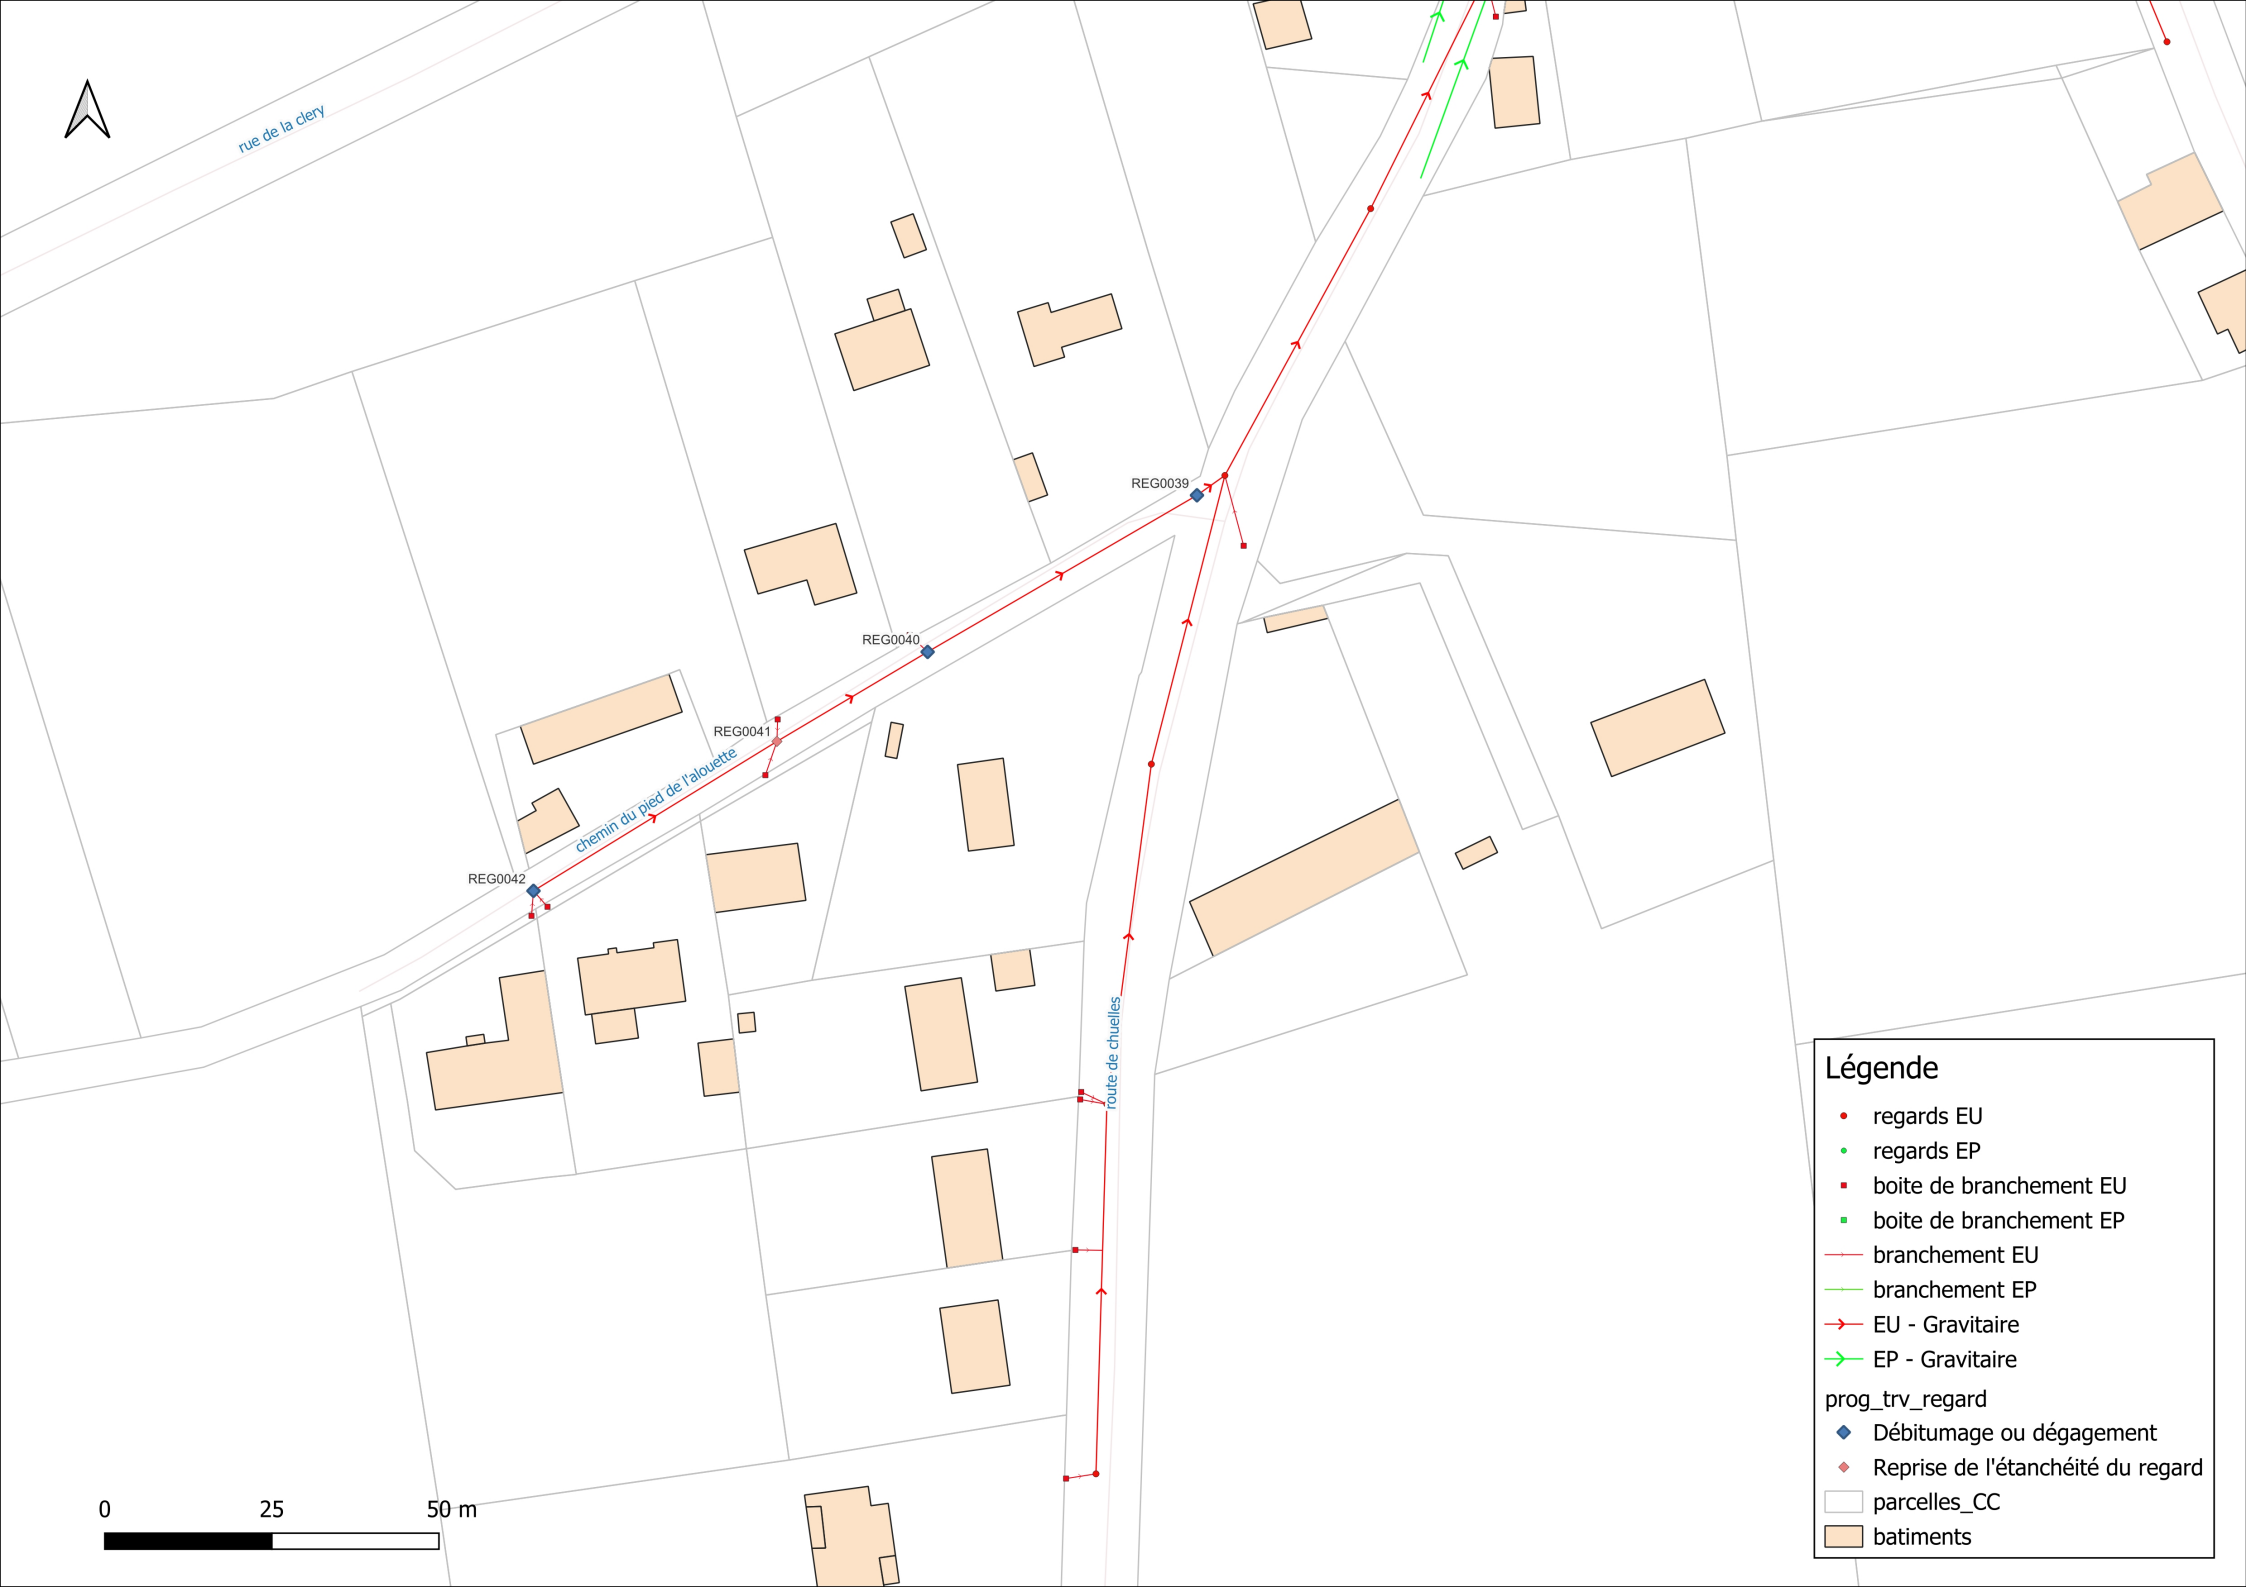 rue de la clery
REG0039
REG0040
REG0041
chemin du pied de l'alouette
REG0042
route de chuelles
0 25 50 m
Légende
regards EU
regards EP
boite de branchement EU
boite de branchement EP
branchement EU
branchement EP
EU - Gravitaire
EP - Gravitaire
prog_trv_regard
Débitumage ou dégagement
Reprise de l'étanchéité du regard
parcelles_CC
batiments